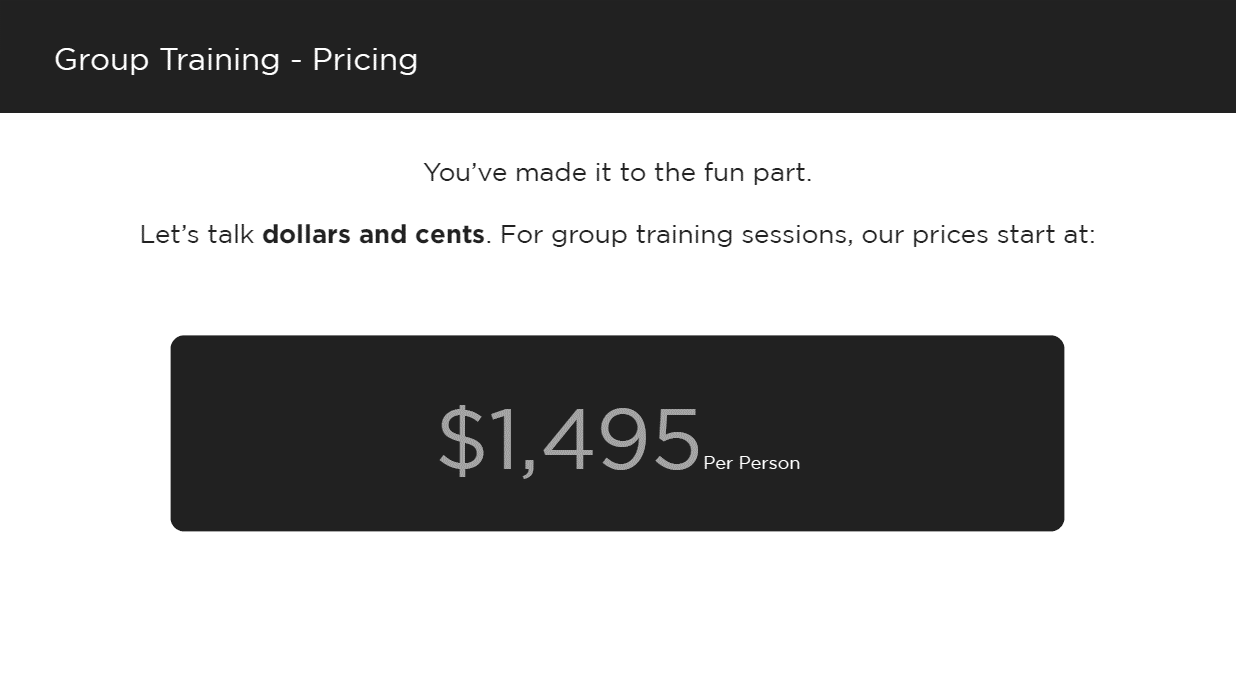 Group Training - Pricing
You’ve made it to the fun part.
Let’s talk dollars and cents. For group training sessions, our prices start at:
$1,495 Per Person